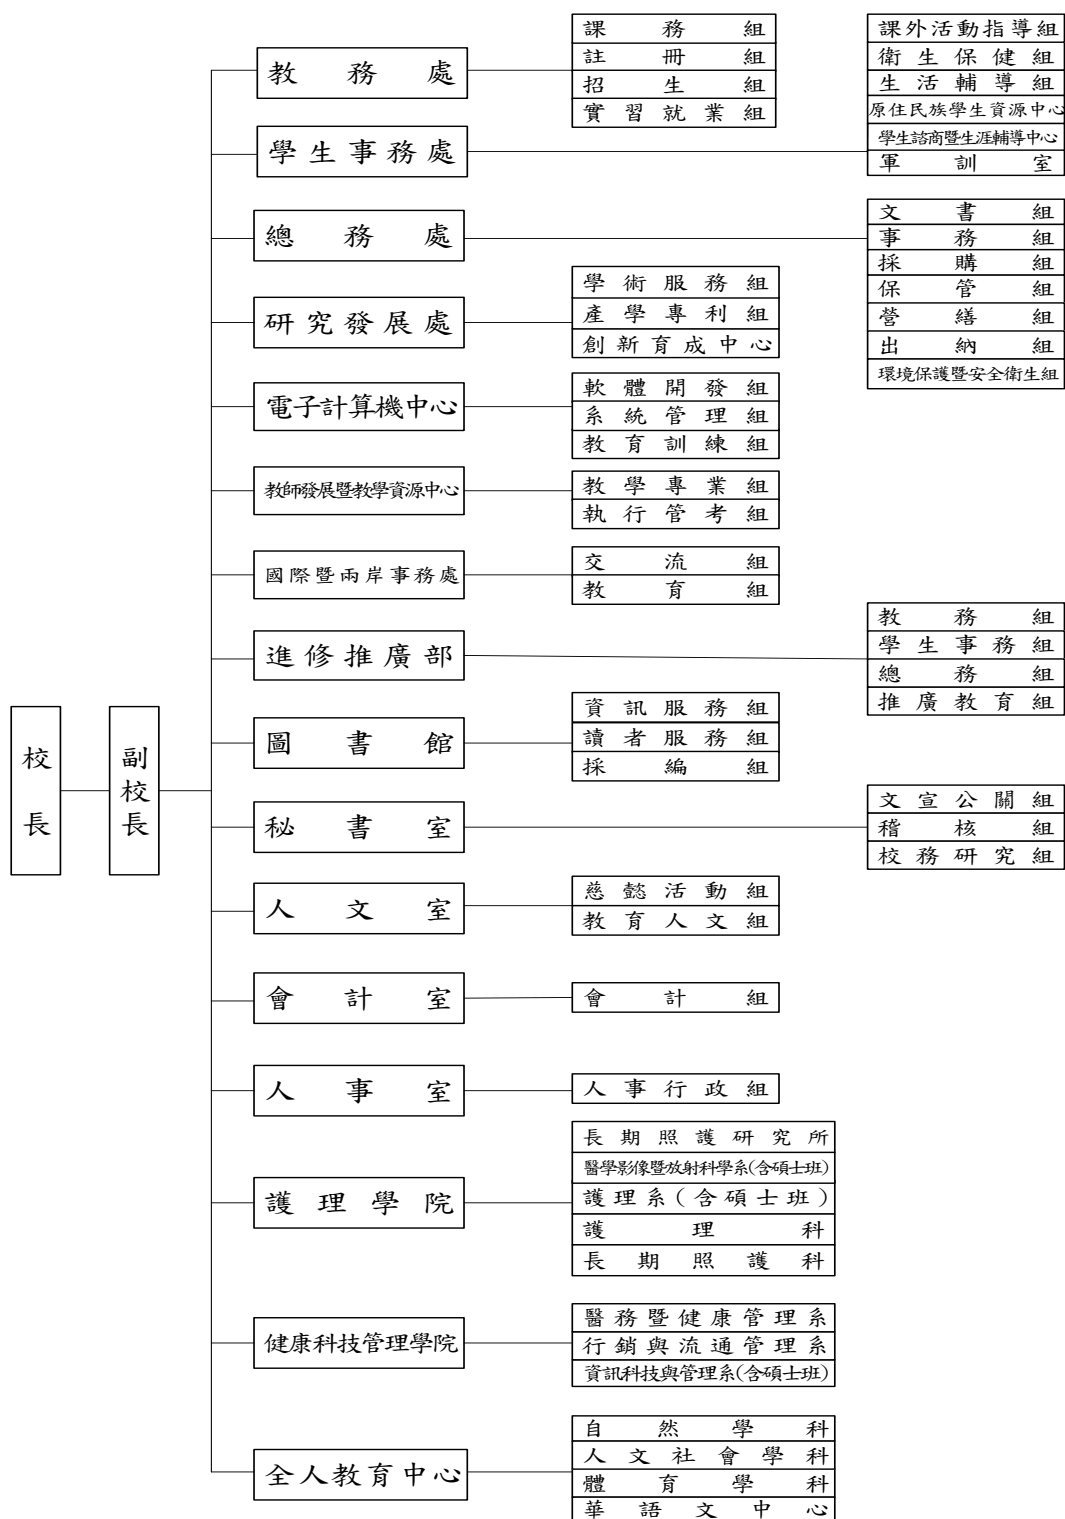 校長
副校長
教務處
課務組
註冊組
招生組
實習就業組
學生事務處
課外活動指導組
衛生保健組
生活輔導組
原住民族學生資源中心
學生諮商暨生涯輔導中心
軍訓室
總務處
文書組
事務組
採購組
保管組
營繕組
出納組
環境保護暨安全衛生組
研究發展處
學術服務組
產學專利組
創新育成中心
電子計算機中心
軟體開發組
系統管理組
教育訓練組
教師發展暨教學資源中心
教學專業組
執行管考組
國際暨兩岸事務處
交流組
教育組
進修推廣部
教務組
學生事務組
總務組
推廣教育組
圖書館
資訊服務組
讀者服務組
採編組
秘書室
文宣公關組
稽核組
校務研究組
人文室
慈懿活動組
教育人文組
會計室
會計組
人事室
人事行政組
護理學院
長期照護研究所
醫學影像暨放射科學系(含碩士班)
護理系(含碩士班)
護理科
長期照護科
健康科技管理學院
醫務暨健康管理系
行銷與流通管理系
資訊科技與管理系(含碩士班)
全人教育中心
自然學科
人文社會學科
體育學科
華語文中心